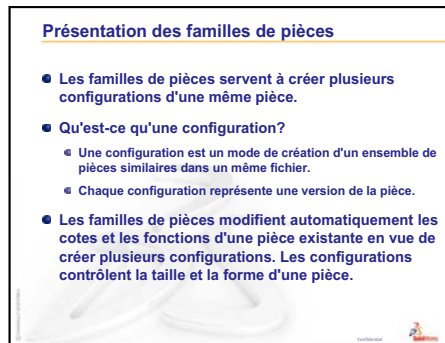 Présentation des familles de pièces
Les familles de pièces servent à créer plusieurs
configurations d'une même pièce.
Qu'est-ce qu'une configuration?
Une configuration est un mode de création d'un ensemble de
pièces similaires dans un même fichier.
Chaque configuration représente une version de la pièce.
Les familles de pièces modifient automatiquement les
cotes et les fonctions d'une pièce existante en vue de
créer plusieurs configurations. Les configurations
contrôlent la taille et la forme d'une pièce.
Confidential
SolidWorks